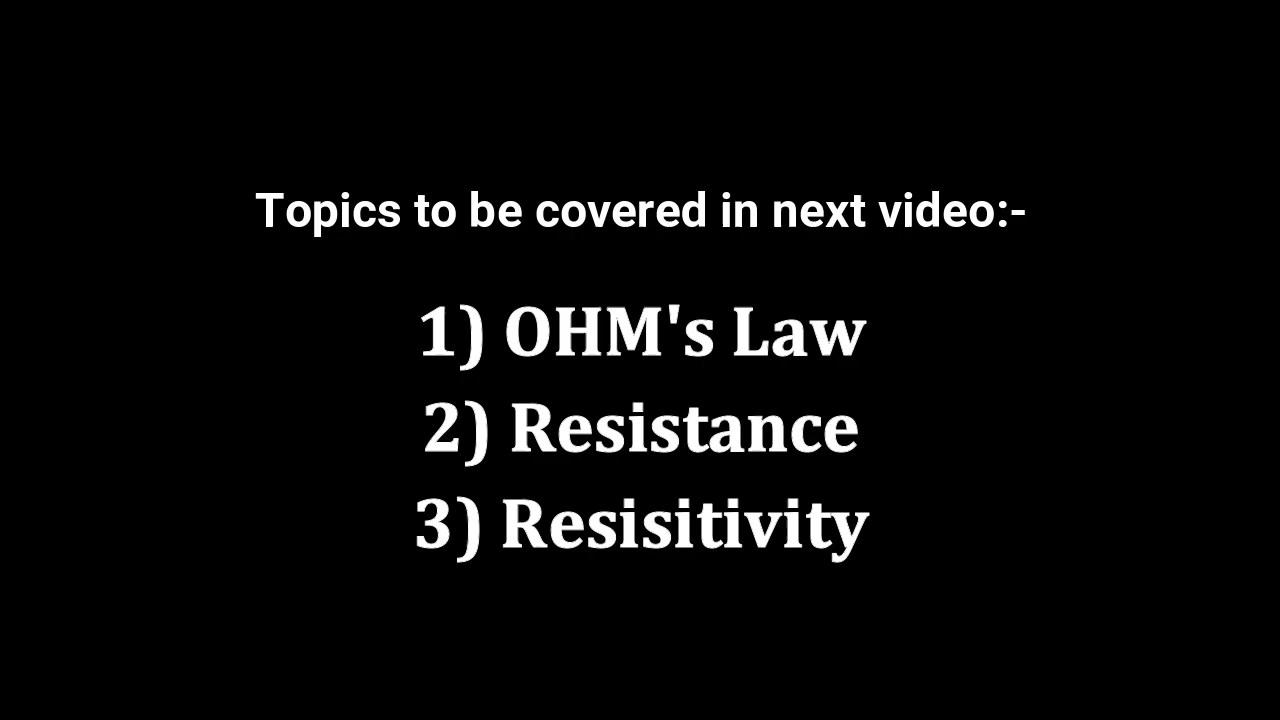 Topics to be covered in next video:-
1) OHM's Law
2) Resistance
3) Resisitivity